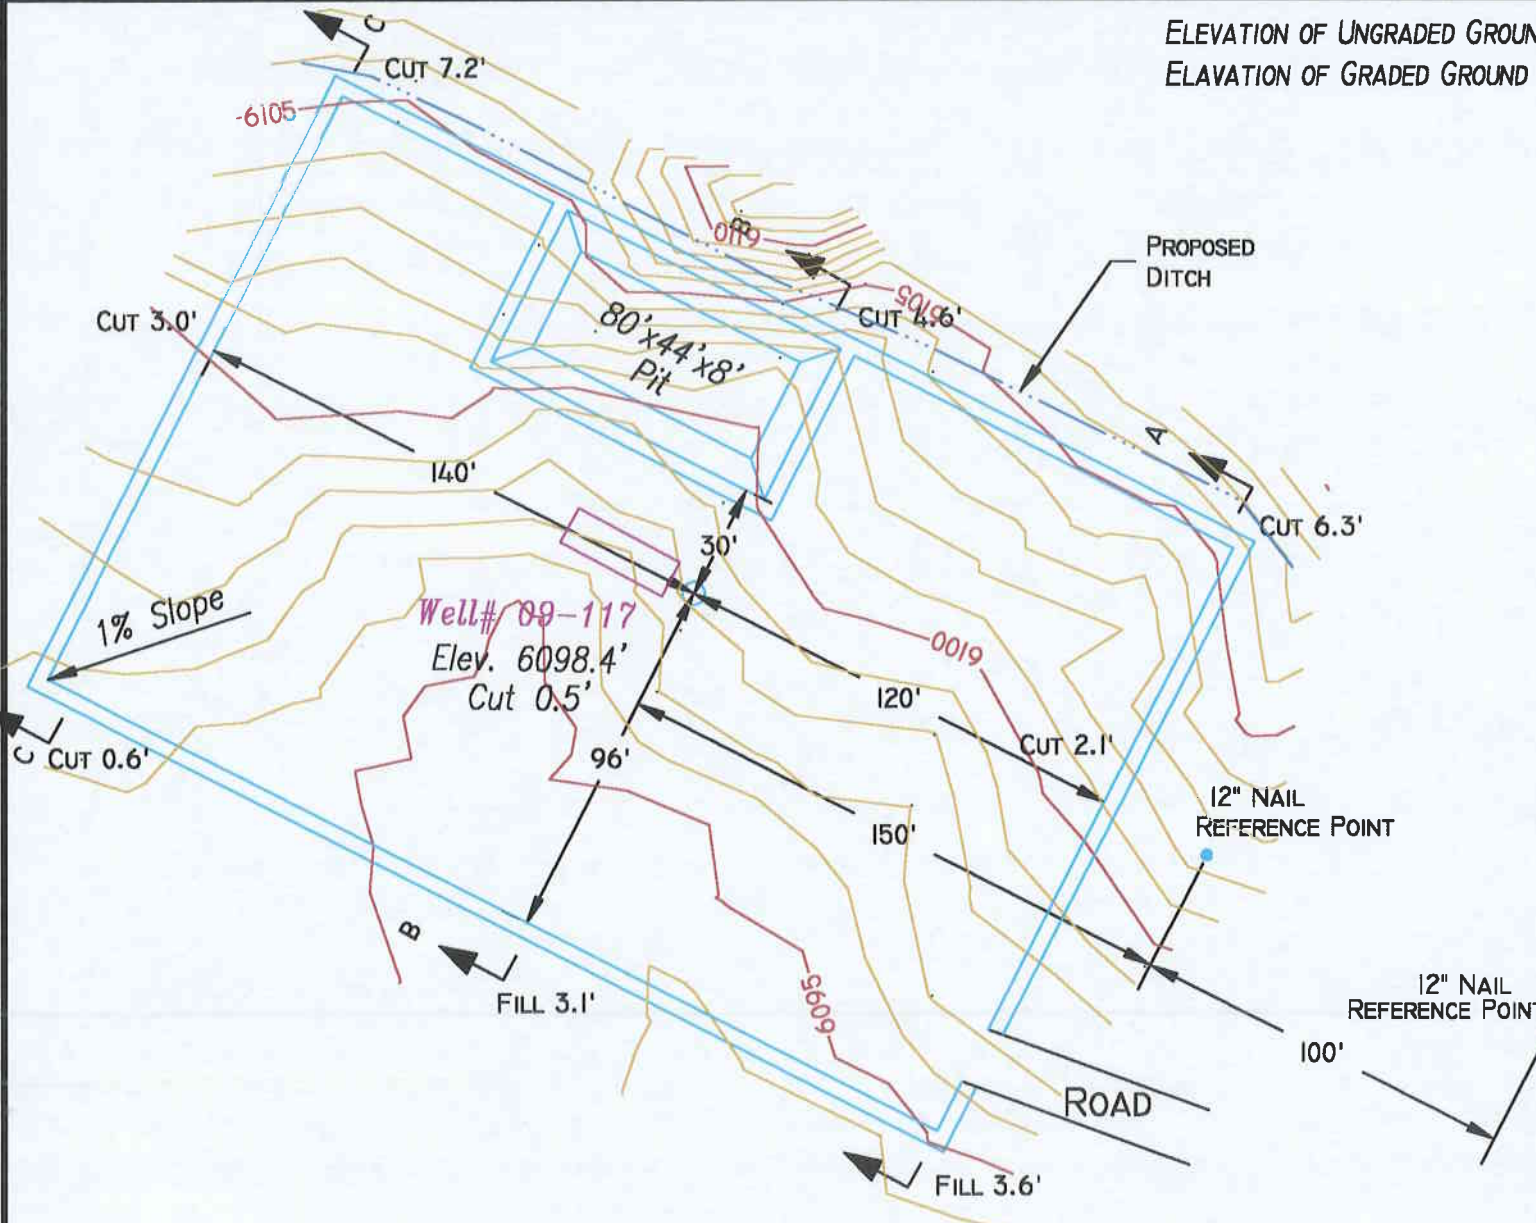 ELEVATION OF UNGRADED GROUN
ELAVATION OF GRADED GROUND
C
CUT 7.2'
-6105
B
6110
PROPOSED
DITCH
6105
CUT 4.6'
CUT 3.0'
80'x44'x8'
Pit
A
140'
CUT 6.3'
30'
1% Slope
Well# 09-117
Elev. 6098.4'
Cut 0.5'
6100
120'
C
CUT 0.6'
96'
CUT 2.1'
150'
12" NAIL
REFERENCE POINT
B
FILL 3.1'
6095
12" NAIL
REFERENCE POINT
100'
ROAD
FILL 3.6'